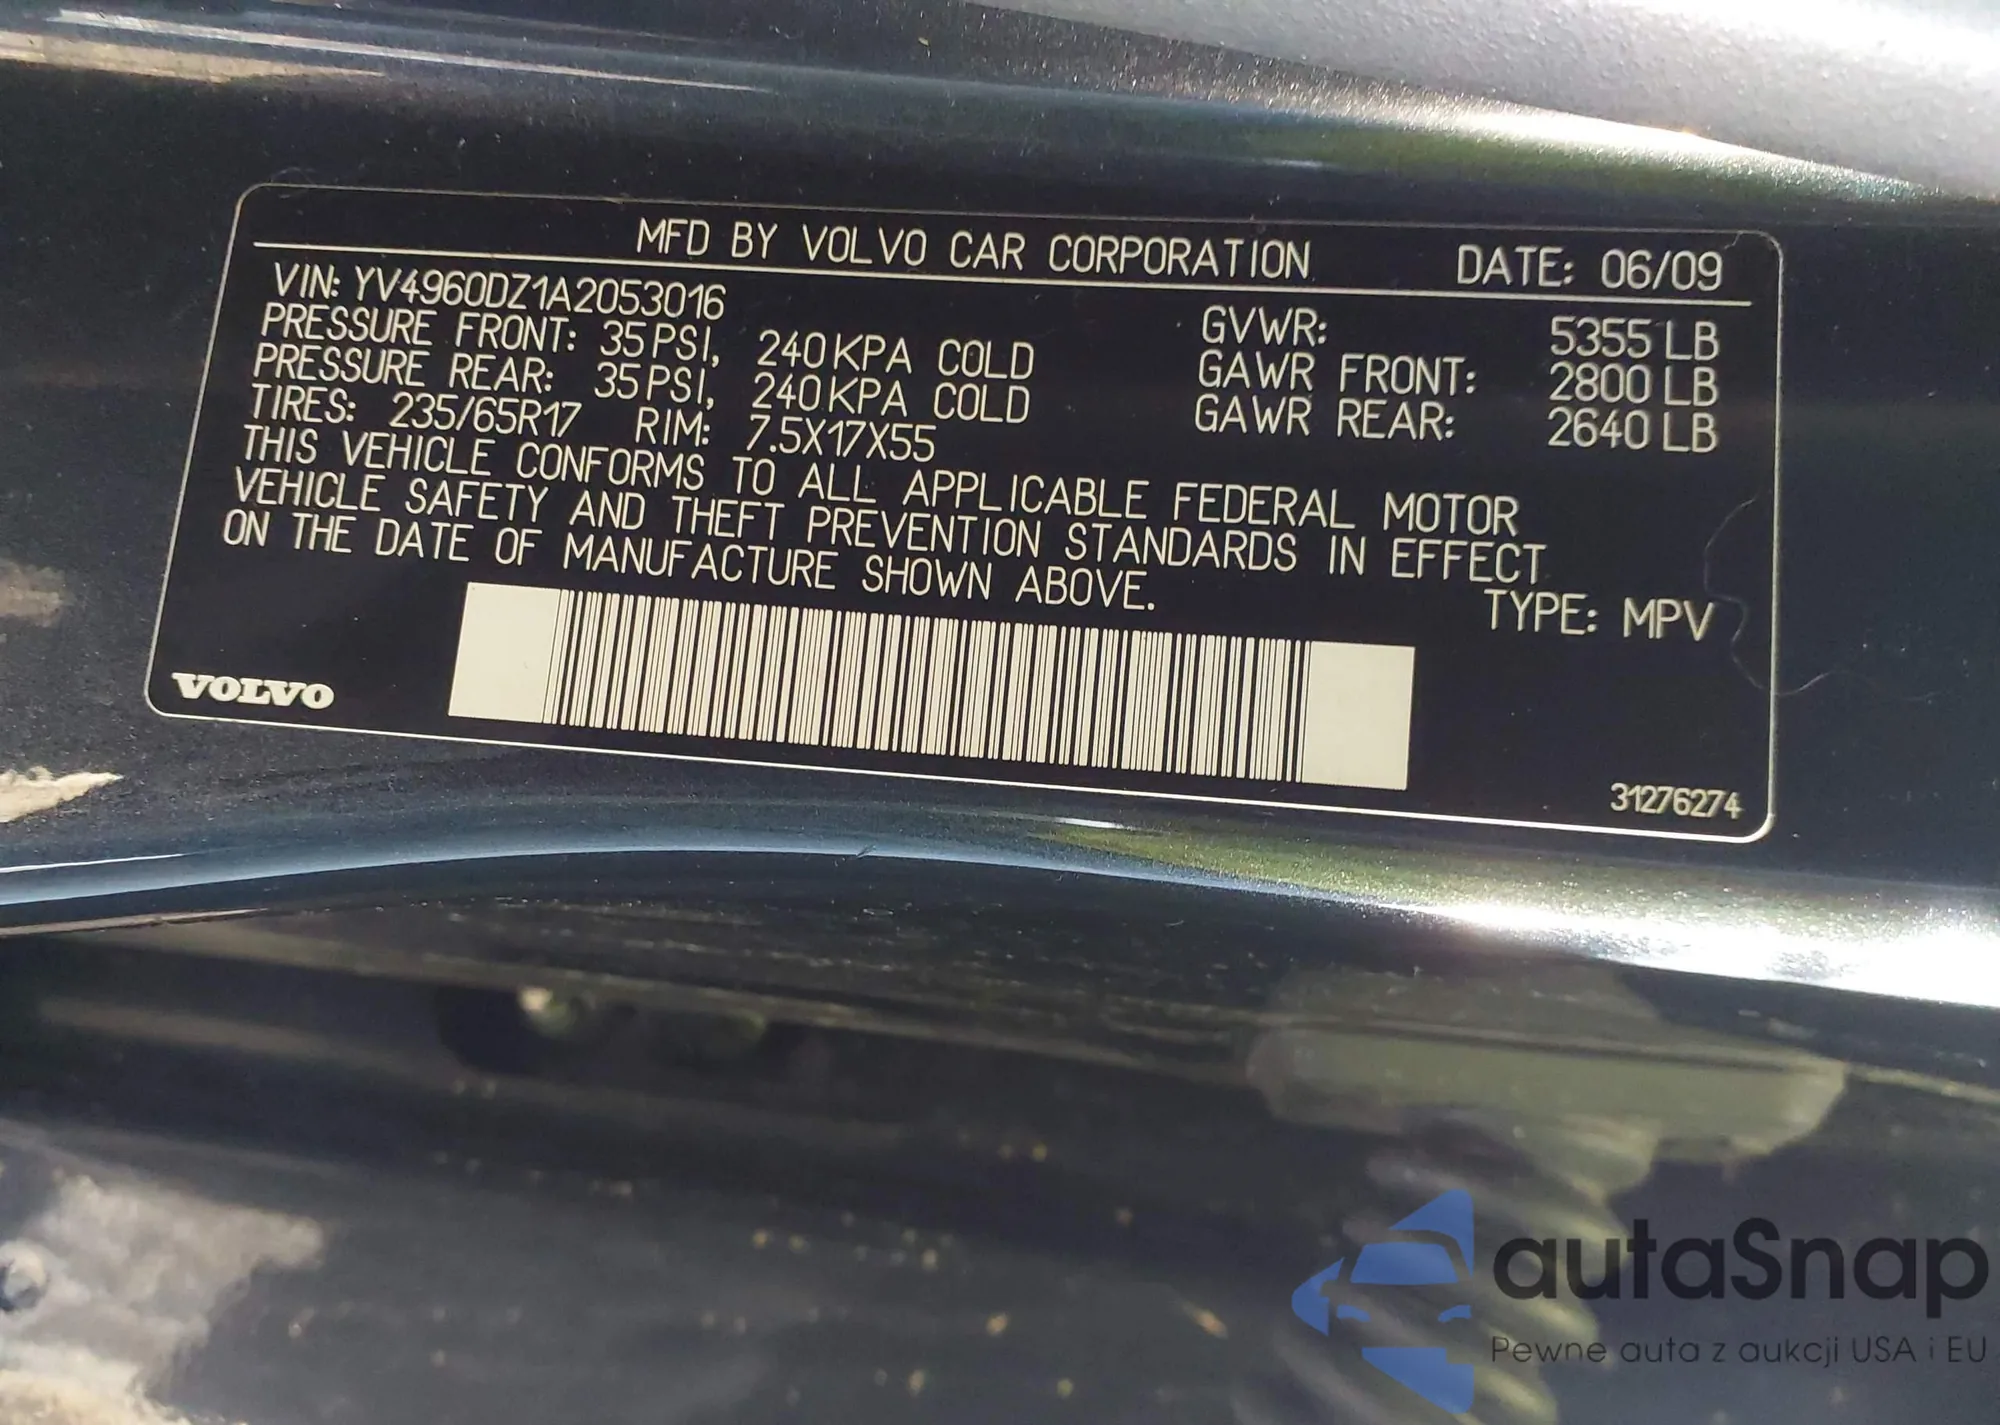 MFD BY VOLVO CAR CORPORATION DATE: 06/09
VIN: YV4960DZ1A2053016 GVWR: 5355 LB
PRESSURE FRONT: 35 PSI, 240 KPA COLD GAWR FRONT: 2800 LB
PRESSURE REAR: 35 PSI, 240 KPA COLD GAWR REAR: 2640 LB
TIRES: 235/65R17 RIM: 7.5X17X55
THIS VEHICLE CONFORMS TO ALL APPLICABLE FEDERAL MOTOR
VEHICLE SAFETY AND THEFT PREVENTION STANDARDS IN EFFECT
ON THE DATE OF MANUFACTURE SHOWN ABOVE.
TYPE: MPV
VOLVO
31276274
autaSnap
Pewne auta z aukcji USA i EU